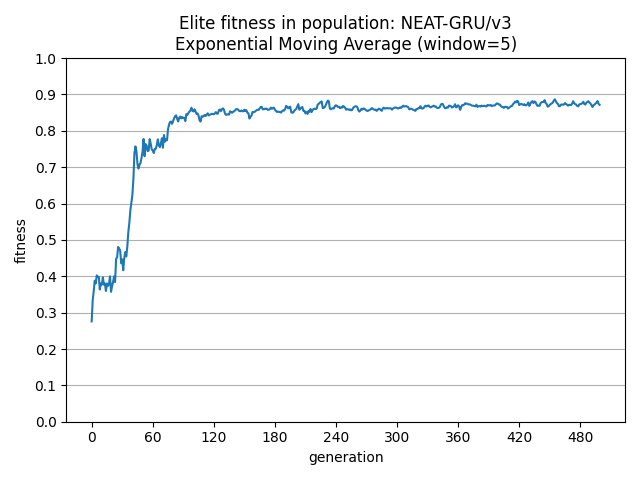 Elite fitness in population: NEAT-GRU/v3
Exponential Moving Average (window=5)
1.0
0.9
0.8
0.7
0.6
0.5
0.4
0.3
0.2
0.1
0.0
fitness
0 60 120 180 240 300 360 420 480
generation